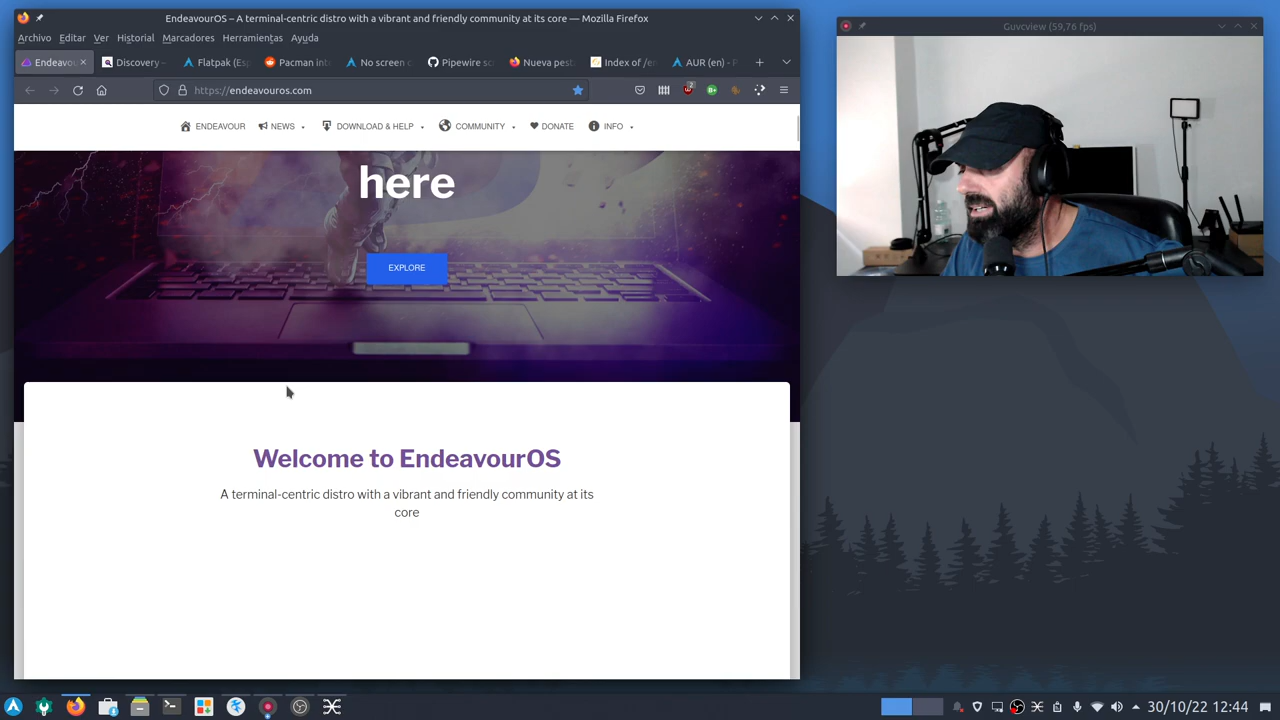 EndeavourOS – A terminal-centric distro with a vibrant and friendly community at its core — Mozilla Firefox
Archivo Editar Ver Historial Marcadores Herramientas Ayuda
Endeavou
Discovery
Flatpak (Esp
Pacman
No screen
Pipewire
Nueva pest
Index of
AUR (en)
https://endeavouros.com
ENDEAVOUR NEWS DOWNLOAD & HELP COMMUNITY DONATE INFO
here
EXPLORE
Welcome to EndeavourOS
A terminal-centric distro with a vibrant and friendly community at its
core
Guvcview (59,76 fps)
30/10/22 12:44